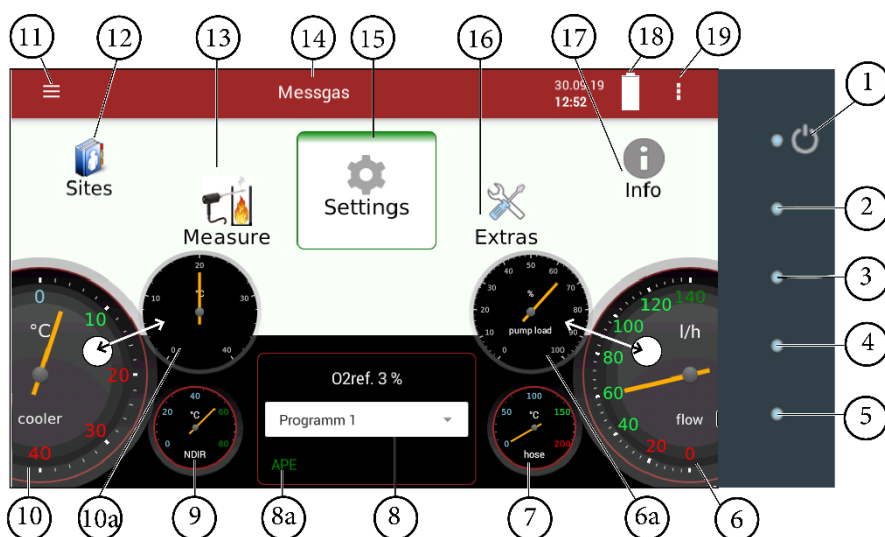 11
12
13
14
15
16
17
18
19
1
Messgas
30.09.19
12:52
Sites
Measure
Settings
Extras
Info
2
3
4
5
0
10
20
30
40
°C
cooler
0
10
20
30
40
°C
0
10
20
30
40
50
60
70
80
90
100
%
pump load
0
20
40
60
80
100
120
140
l/h
flow
O2ref. 3 %
Programm 1
APE
0
20
40
60
80
°C
NDIR
0
50
100
150
200
°C
hose
10
10a
9
8a
8
7
6a
6